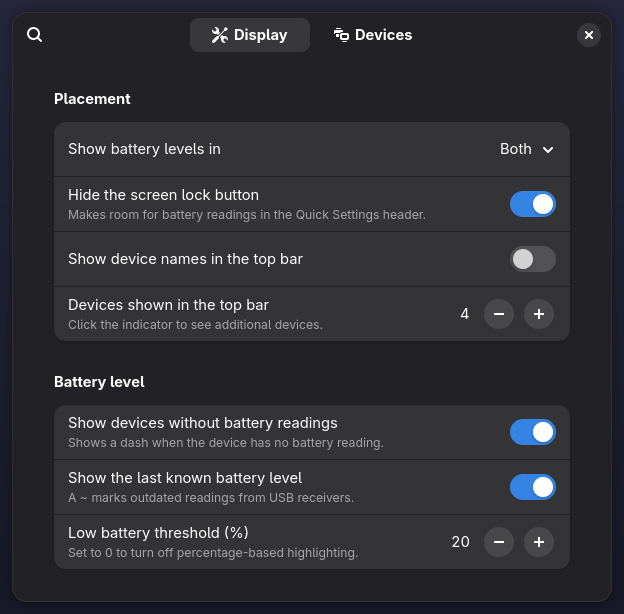 Display
Devices
Placement
Show battery levels in
Both
Hide the screen lock button
Makes room for battery readings in the Quick Settings header.
Show device names in the top bar
Devices shown in the top bar
4
Click the indicator to see additional devices.
Battery level
Show devices without battery readings
Shows a dash when the device has no battery reading.
Show the last known battery level
A ~ marks outdated readings from USB receivers.
Low battery threshold (%)
20
Set to 0 to turn off percentage-based highlighting.